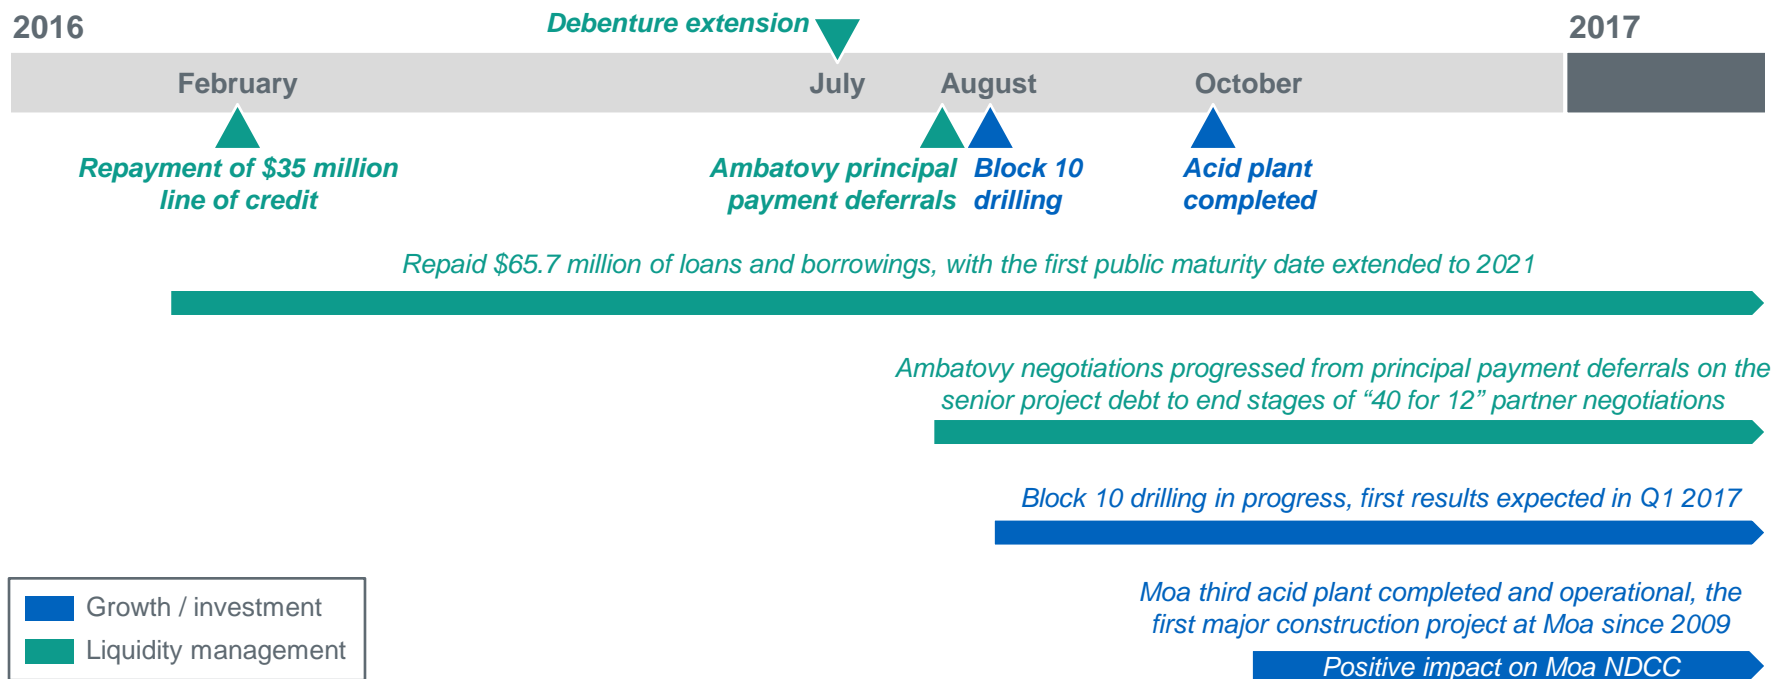 2016
Debenture extension
2017
February
July
August
October
Repayment of $35 million
line of credit
Ambatovy principal
payment deferrals
Block 10
drilling
Acid plant
completed
Repaid $65.7 million of loans and borrowings, with the first public maturity date extended to 2021
Ambatovy negotiations progressed from principal payment deferrals on the
senior project debt to end stages of “40 for 12” partner negotiations
Block 10 drilling in progress, first results expected in Q1 2017
Moa third acid plant completed and operational, the
first major construction project at Moa since 2009
Positive impact on Moa NDCC
Growth / investment
Liquidity management